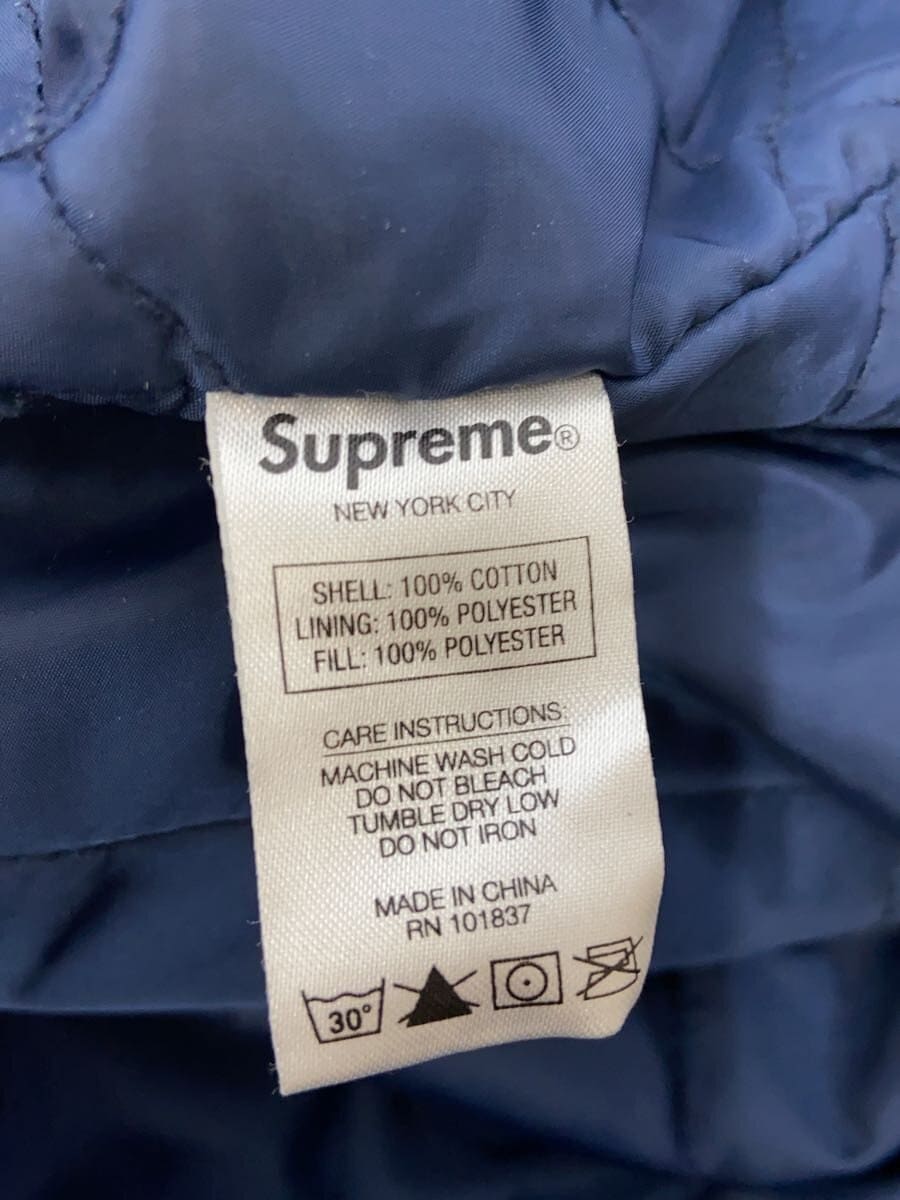 Supreme®
NEW YORK CITY
SHELL: 100% COTTON
LINING: 100% POLYESTER
FILL: 100% POLYESTER
CARE INSTRUCTIONS:
MACHINE WASH COLD
DO NOT BLEACH
TUMBLE DRY LOW
DO NOT IRON
MADE IN CHINA
RN 101837
30°